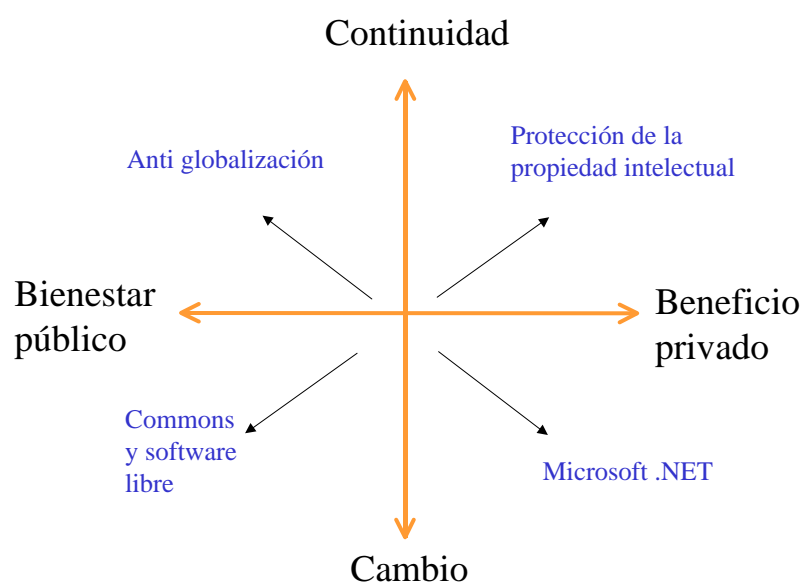 Continuidad
Anti globalización
Protección de la
propiedad intelectual
Bienestar
público
Beneficio
privado
Commons
y software
libre
Microsoft .NET
Cambio